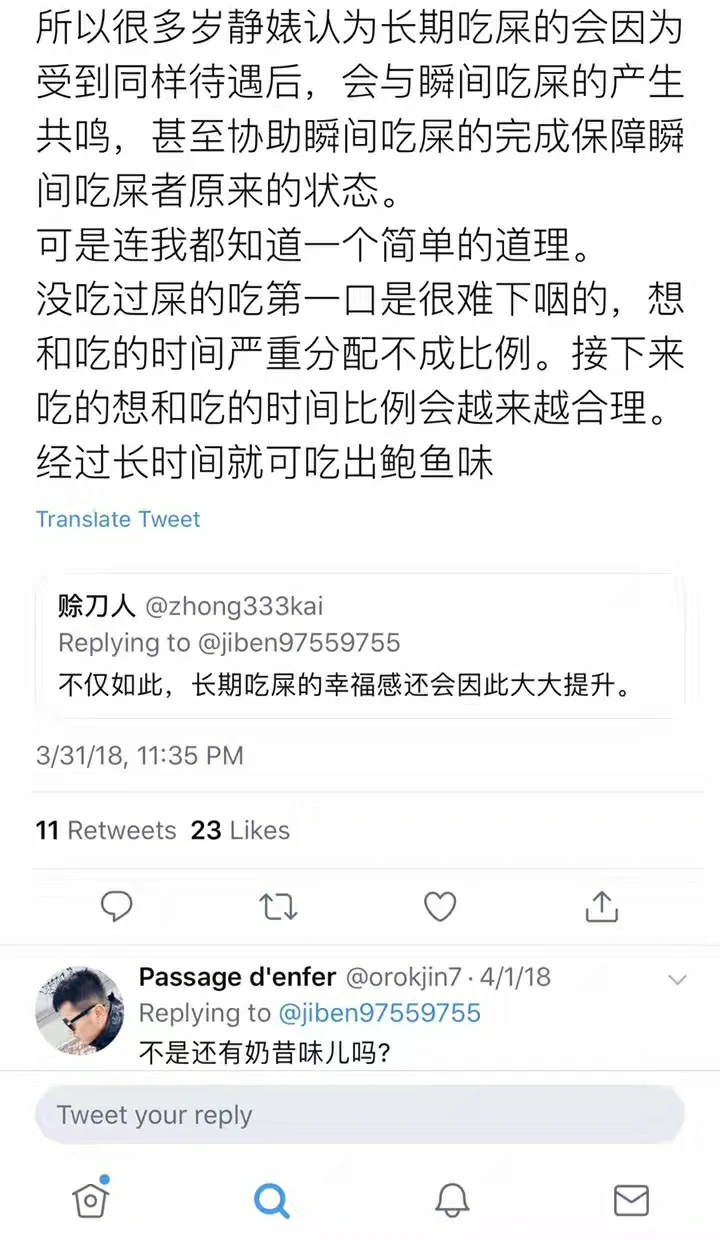 所以很多岁静婊认为长期吃屎的会因为
受到同样待遇后，会与瞬间吃屎的产生
共鸣，甚至协助瞬间吃屎的完成保障瞬
间吃屎者原来的状态。
可是连我都知道一个简单的道理。
没吃过屎的吃第一口是很难下咽的，想
和吃的时间严重分配不成比例。接下来
吃的想和吃的时间比例会越来越合理。
经过长时间就可吃出鲍鱼味
Translate Tweet
赊刀人 @zhong333kai
Replying to @jiben97559755
不仅如此，长期吃屎的幸福感还会因此大大提升。
3/31/18, 11:35 PM
11 Retweets 23 Likes
Passage d'enfer @orokjin7 · 4/1/18
Replying to @jiben97559755
不是还有奶昔味儿吗?
Tweet your reply